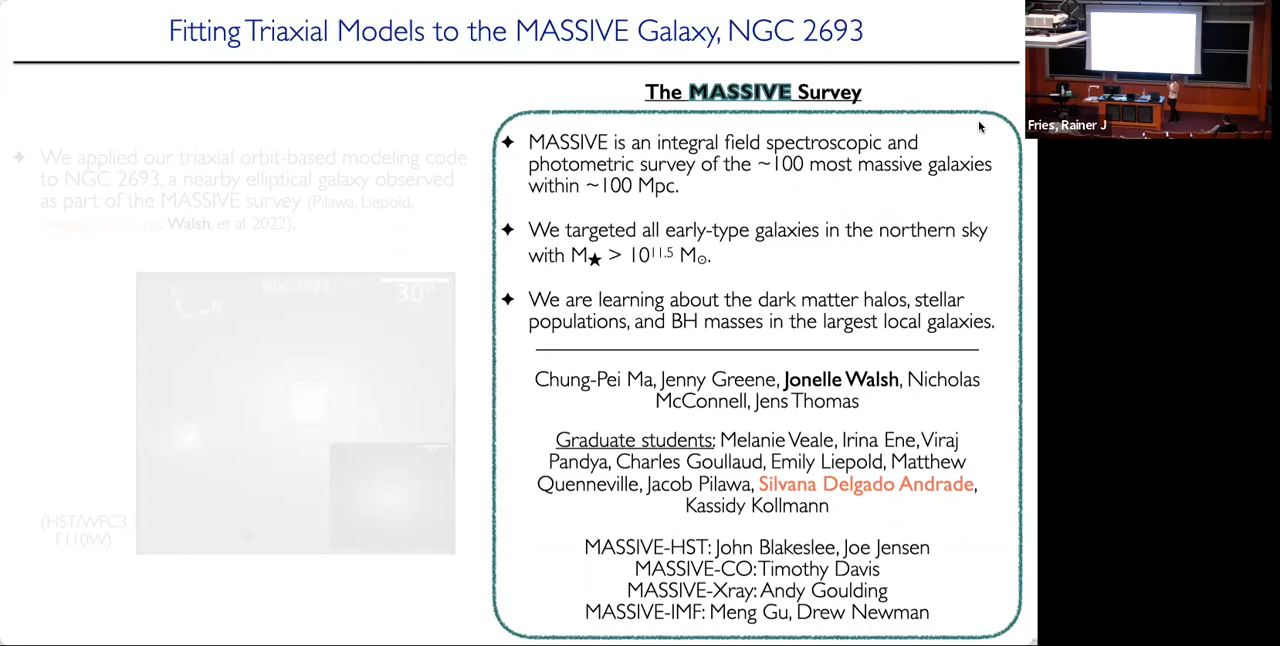 Fitting Triaxial Models to the MASSIVE Galaxy, NGC 2693
✦ We applied our triaxial orbit-based modeling code
to NGC 2693, a nearby elliptical galaxy observed
as part of the MASSIVE survey (Pilawa, Liepold,
Walsh, et al. 2022).
E
N
NGC2693
30"
(HST/WFC3
F110W)
The MASSIVE Survey
✦ MASSIVE is an integral field spectroscopic and
photometric survey of the ~100 most massive galaxies
within ~100 Mpc.
✦ We targeted all early-type galaxies in the northern sky
with M★ > 10¹¹·⁵ M⊙.
✦ We are learning about the dark matter halos, stellar
populations, and BH masses in the largest local galaxies.
Chung-Pei Ma, Jenny Greene, Jonelle Walsh, Nicholas
McConnell, Jens Thomas
Graduate students: Melanie Veale, Irina Ene, Viraj
Pandya, Charles Goullaud, Emily Liepold, Matthew
Quenneville, Jacob Pilawa, Silvana Delgado Andrade,
Kassidy Kollmann
MASSIVE-HST: John Blakeslee, Joe Jensen
MASSIVE-CO: Timothy Davis
MASSIVE-Xray: Andy Goulding
MASSIVE-IMF: Meng Gu, Drew Newman
Fries, Rainer J